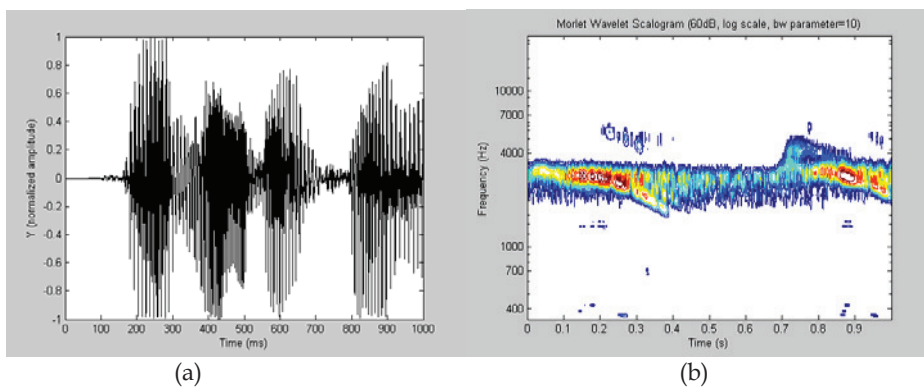 Morlet Wavelet Scalogram (60dB, log scale, bw parameter=10)
Y (normalized amplitude)
1
0.8
0.6
0.4
0.2
0
-0.2
-0.4
-0.6
-0.8
-1
0 100 200 300 400 500 600 700 800 900 1000
Time (ms)
Frequency (Hz)
10000
7000
4000
1000
700
400
0 0.1 0.2 0.3 0.4 0.5 0.6 0.7 0.8 0.9
Time (s)
(a) (b)